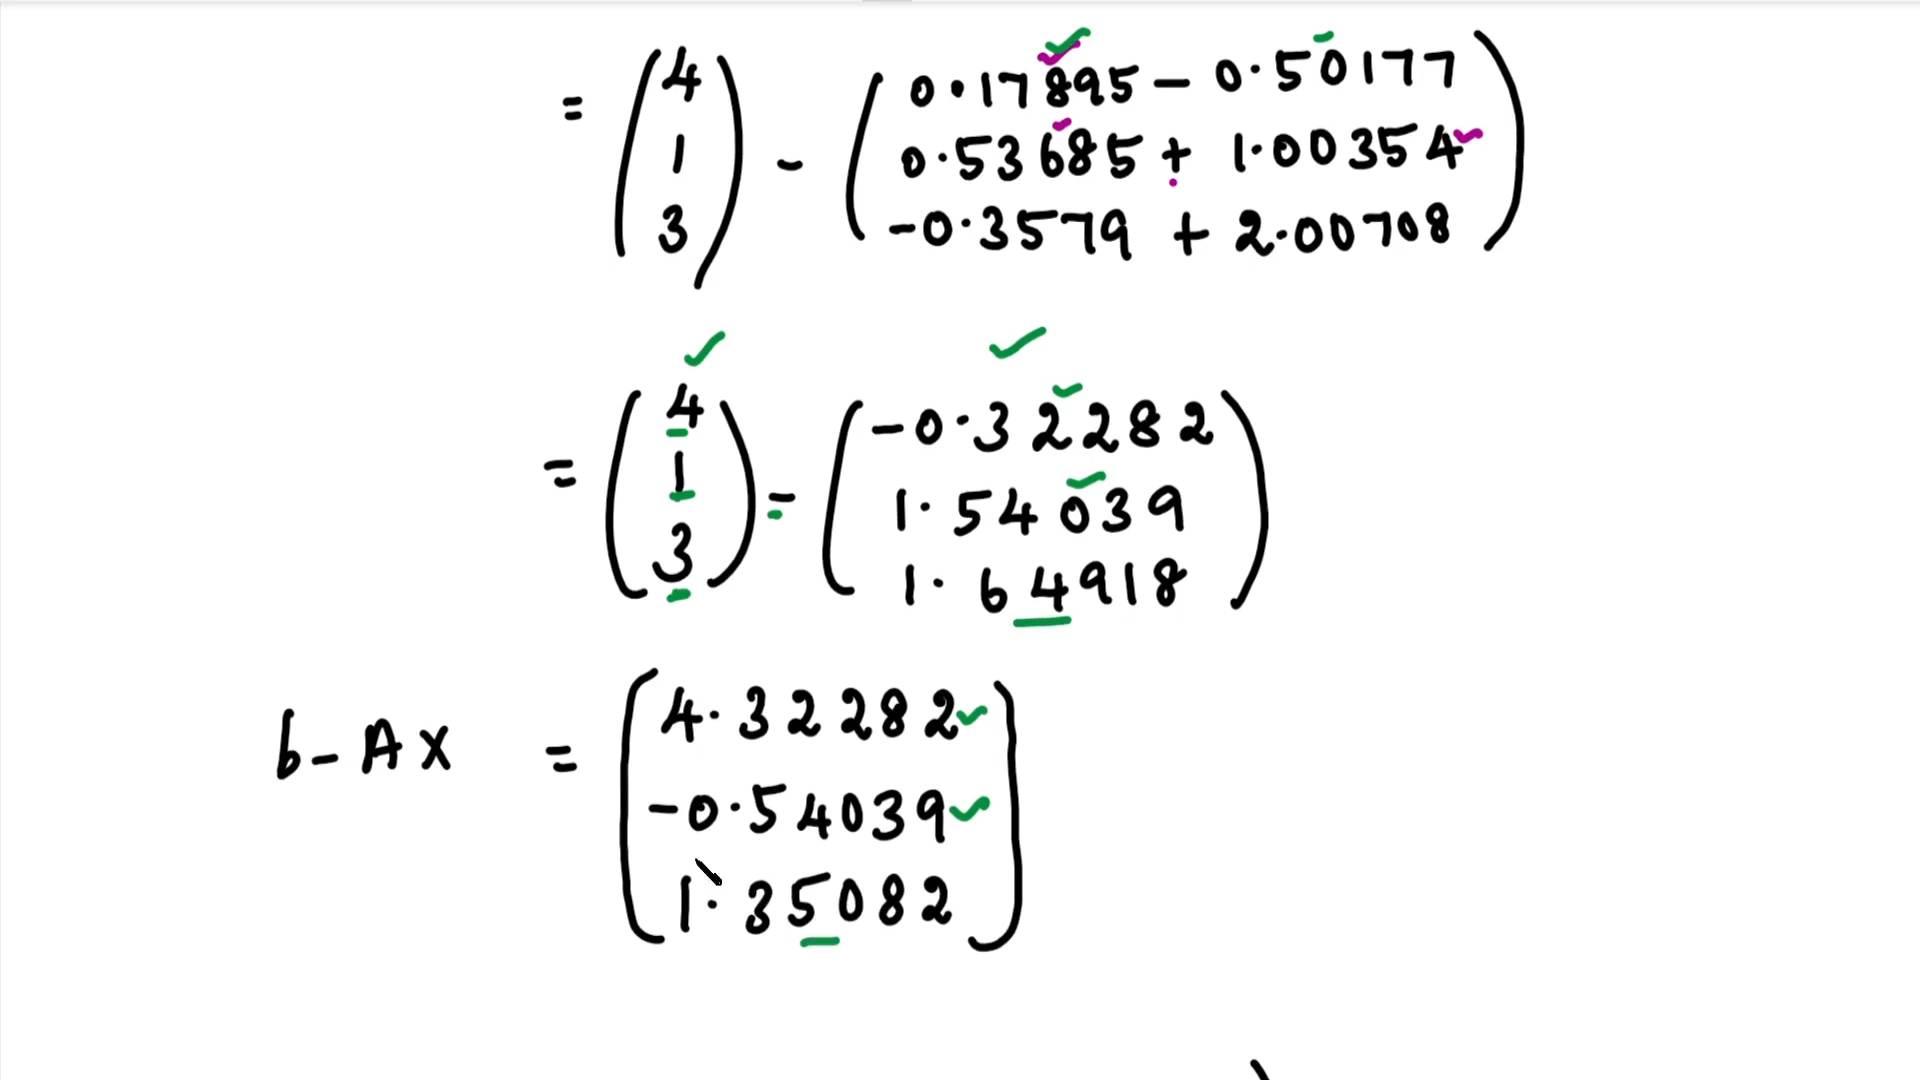 = (4 1 3) - (0.17895 - 0.50177
0.53685 + 1.00354
-0.3579 + 2.00708)
= (4 1 3) - (-0.32282
1.54039
1.64918)
b - Ax = (4.32282
-0.54039
1.35082)